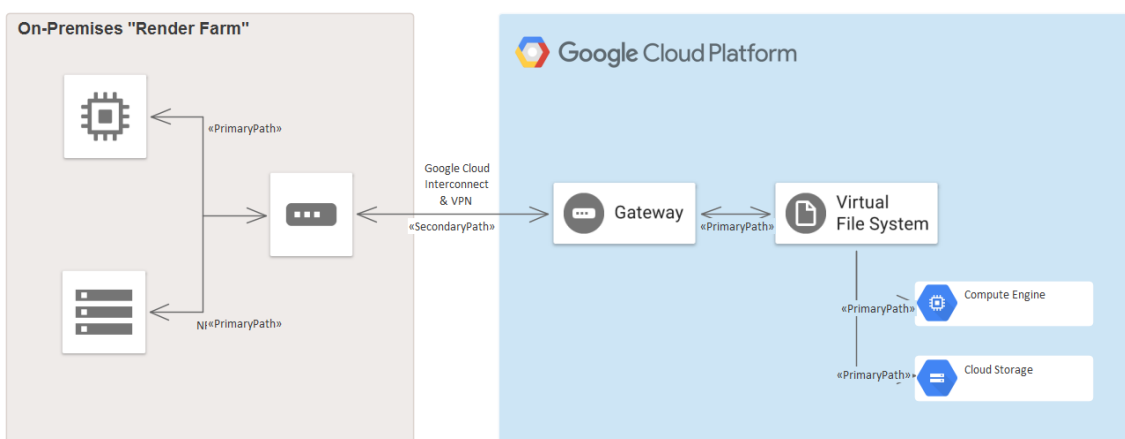 On-Premises "Render Farm"
Google Cloud Platform
«PrimaryPath»
Google Cloud
Interconnect
& VPN
«SecondaryPath»
Gateway
«PrimaryPath»
Virtual
File System
«PrimaryPath»
Compute Engine
«PrimaryPath»
«PrimaryPath»
Cloud Storage